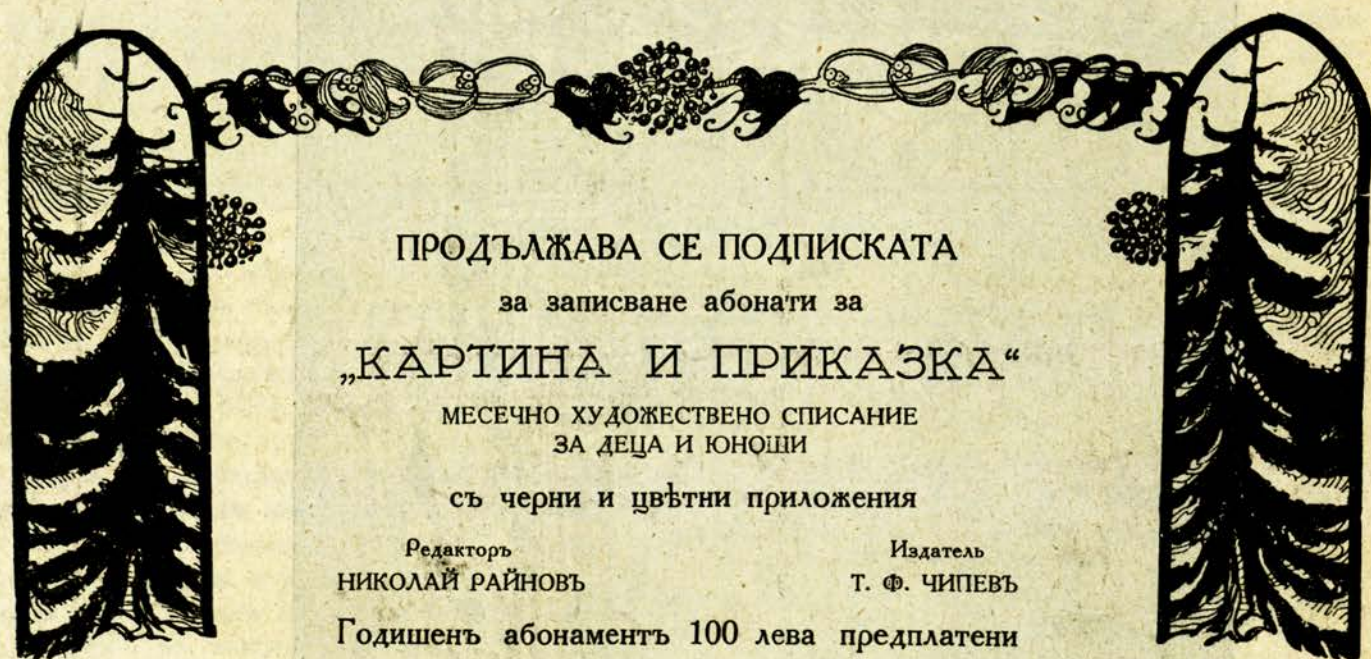 ПРОДЪЛЖАВА СЕ ПОДПИСКАТА
за записване абонати за
„КАРТИНА И ПРИКАЗКА“
МЕСЕЧНО ХУДОЖЕСТВЕНО СПИСАНИЕ
ЗА ДЕЦА И ЮНОШИ
съ черни и цвѣтни приложения
Редакторъ
НИКОЛАЙ РАЙНОВЪ
Издатель
Т. Ф. ЧИПЕВЪ
Годишенъ абонаментъ 100 лева предплатени